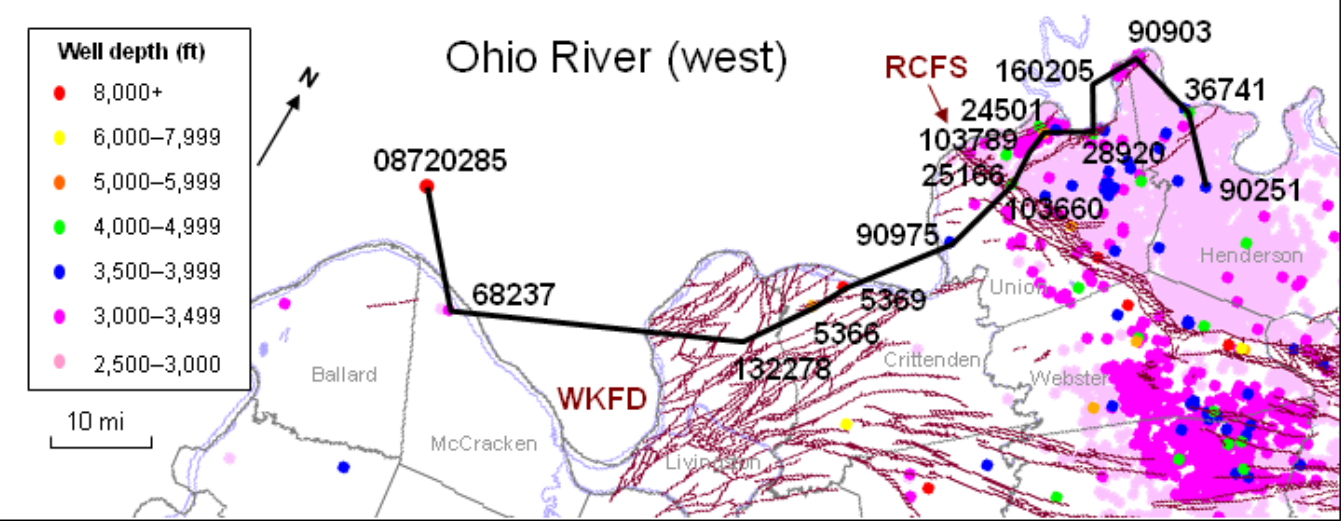 Well depth (ft)
8,000+
6,000–7,999
5,000–5,999
4,000–4,999
3,500–3,999
3,000–3,499
2,500–3,000
10 mi
N
Ohio River (west)
RCFS
90903
160205
36741
24501
103789
28920
08720285
25166
90251
103660
90975
Henderson
68237
5369
Union
5366
132278
Crittenden
Ballard
Webster
WKFD
McCracken
Livingston